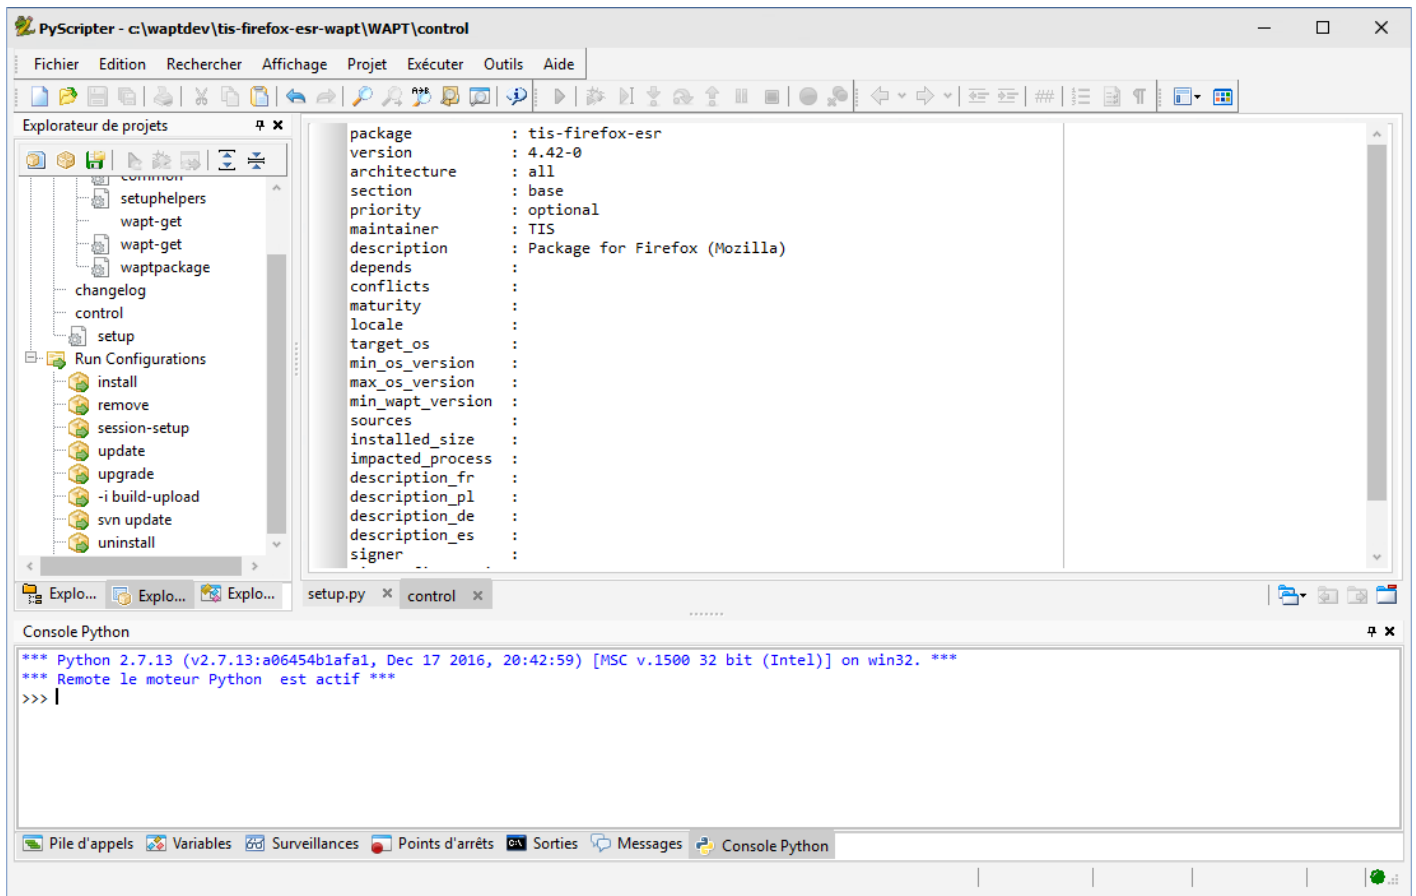 PyScripter - c:\waptdev\tis-firefox-esr-wapt\WAPT\control
Fichier Edition Rechercher Affichage Projet Exécuter Outils Aide
Explorateur de projets
common
setuphelpers
wapt-get
wapt-get
waptpackage
changelog
control
setup
Run Configurations
install
remove
session-setup
update
upgrade
-i build-upload
svn update
uninstall
Explo... Explo... Explo...
package : tis-firefox-esr
version : 4.42-0
architecture : all
section : base
priority : optional
maintainer : TIS
description : Package for Firefox (Mozilla)
depends :
conflicts :
maturity :
locale :
target_os :
min_os_version :
max_os_version :
min_wapt_version :
sources :
installed_size :
impacted_process :
description_fr :
description_pl :
description_de :
description_es :
signer :
setup.py control
Console Python
*** Python 2.7.13 (v2.7.13:a06454b1afa1, Dec 17 2016, 20:42:59) [MSC v.1500 32 bit (Intel)] on win32. ***
*** Remote le moteur Python est actif ***
>>>
Pile d'appels Variables Surveillances Points d'arrêts Sorties Messages Console Python